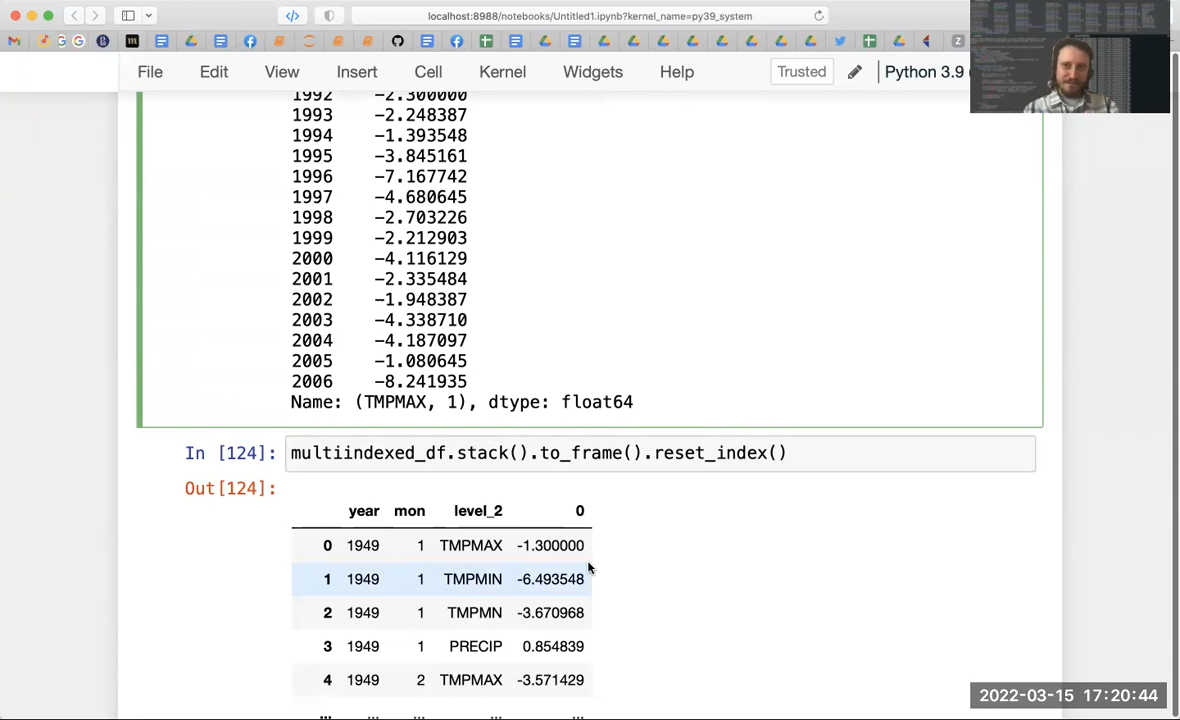 localhost:8988/notebooks/Untitled1.ipynb?kernel_name=py39_system
File Edit View Insert Cell Kernel Widgets Help Trusted Python 3.9
1992 -2.300000
1993 -2.248387
1994 -1.393548
1995 -3.845161
1996 -7.167742
1997 -4.680645
1998 -2.703226
1999 -2.212903
2000 -4.116129
2001 -2.335484
2002 -1.948387
2003 -4.338710
2004 -4.187097
2005 -1.080645
2006 -8.241935
Name: (TMPMAX, 1), dtype: float64
In [124]: multiindexed_df.stack().to_frame().reset_index()
Out[124]:
year mon level_2 0
0 1949 1 TMPMAX -1.300000
1 1949 1 TMPMIN -6.493548
2 1949 1 TMPMN -3.670968
3 1949 1 PRECIP 0.854839
4 1949 2 TMPMAX -3.571429
... ... ... ... ...
2022-03-15 17:20:44